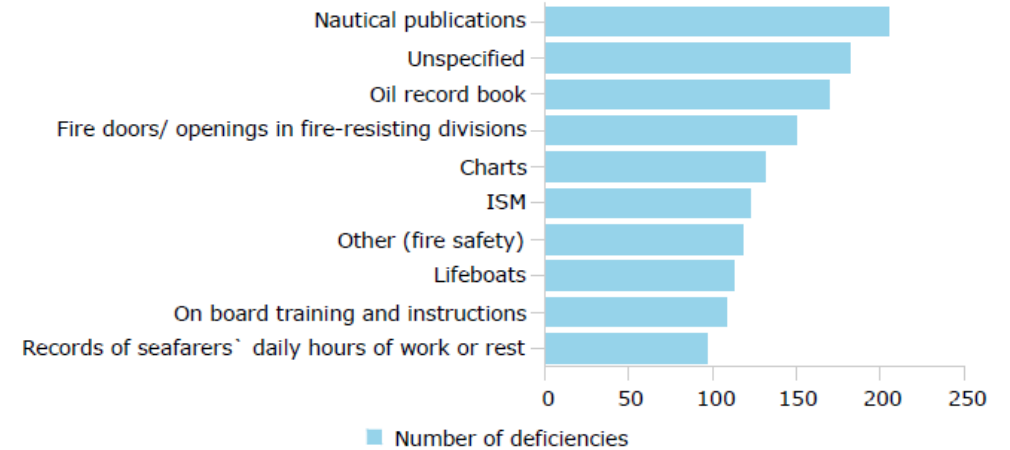 Nautical publications
Unspecified
Oil record book
Fire doors/ openings in fire-resisting divisions
Charts
ISM
Other (fire safety)
Lifeboats
On board training and instructions
Records of seafarers` daily hours of work or rest
0 50 100 150 200 250
Number of deficiencies